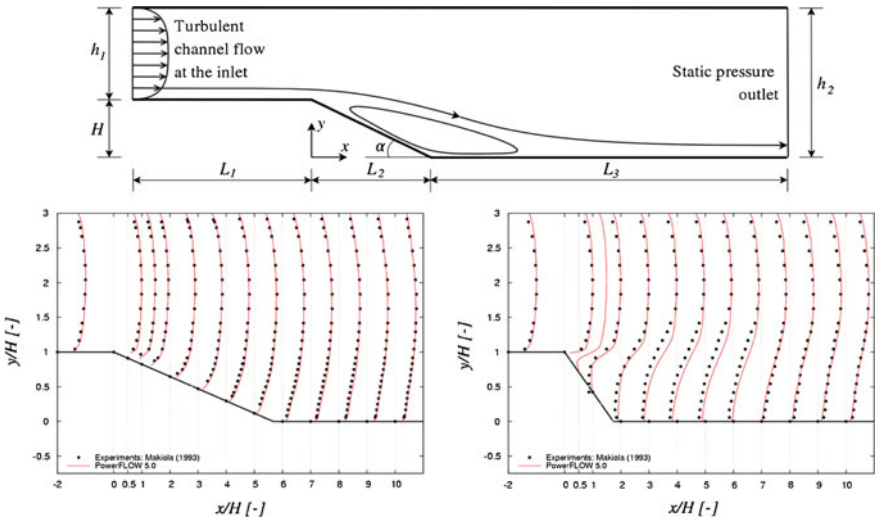 h₁
Turbulent
channel flow
at the inlet
Static pressure
outlet
h₂
H
y
x
α
L₁
L₂
L₃
3
2.5
2
1.5
1
0.5
0
-0.5
y/H [-]
Experiments: Makiola (1993)
PowerFLOW 5.0
-2 0 0.5 1 2 3 4 5 6 7 8 9 10
x/H [-]
3
2.5
2
1.5
1
0.5
0
-0.5
y/H [-]
Experiments: Makiola (1993)
PowerFLOW 5.0
-2 0 0.5 1 2 3 4 5 6 7 8 9 10
x/H [-]